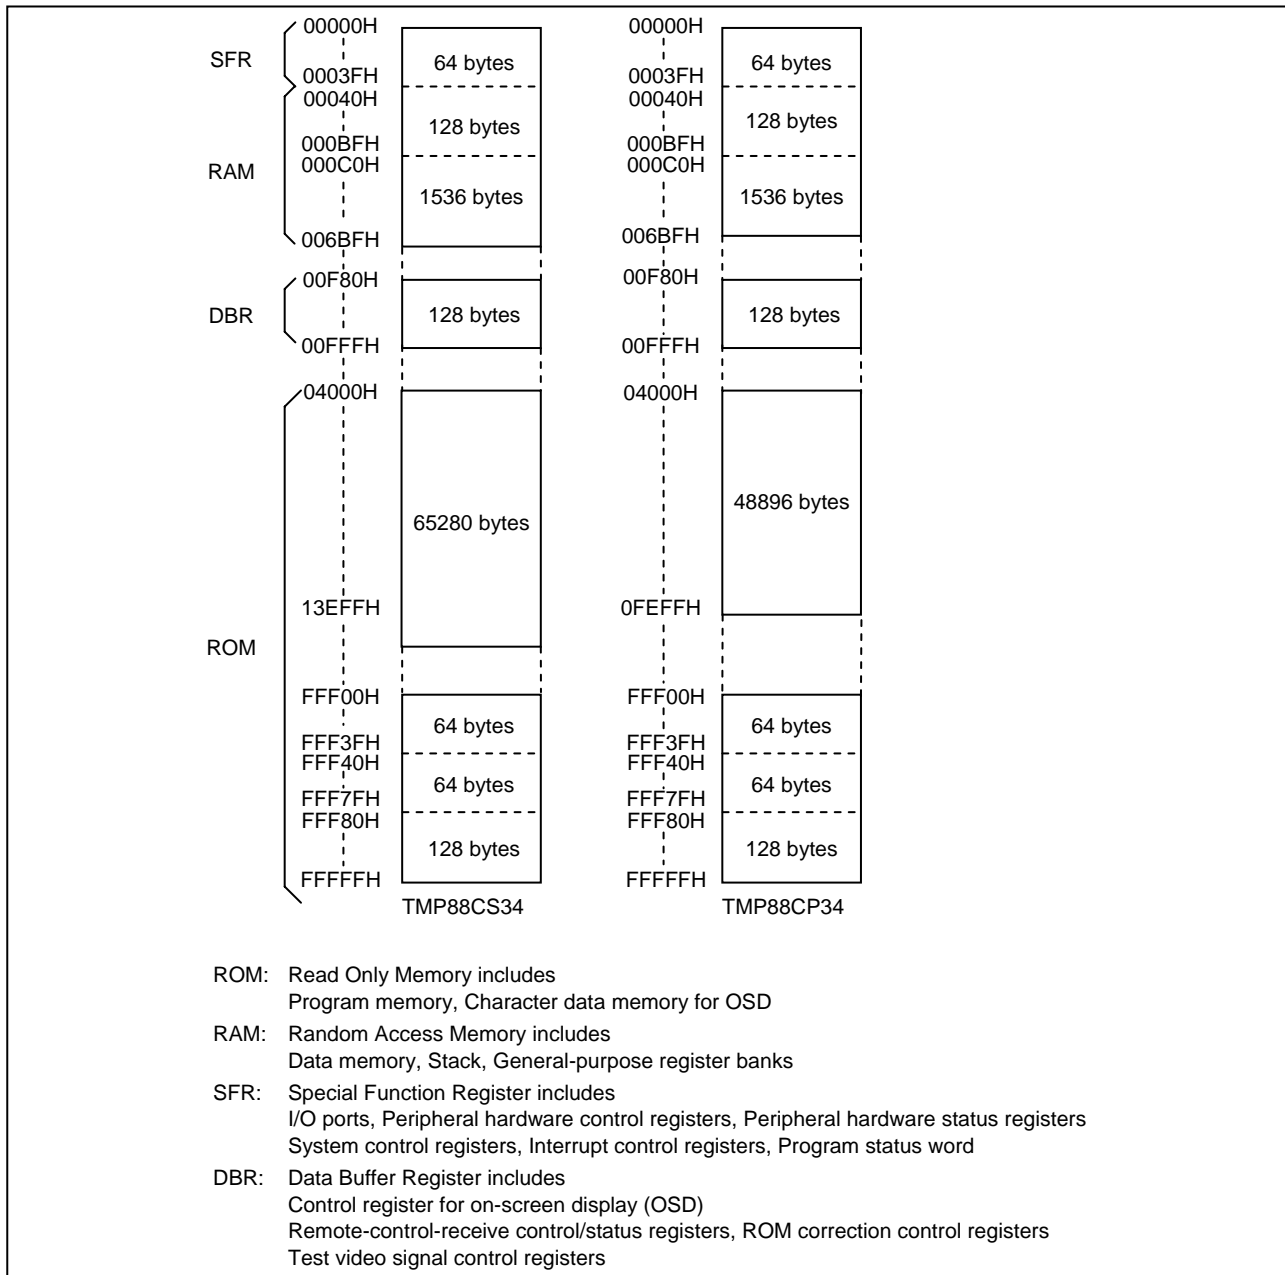 SFR
RAM
DBR
ROM
00000H
0003FH
00040H
000BFH
000C0H
006BFH
00F80H
00FFFH
04000H
13EFFH
FFF00H
FFF3FH
FFF40H
FFF7FH
FFF80H
FFFFFH
64 bytes
128 bytes
1536 bytes
128 bytes
65280 bytes
64 bytes
64 bytes
128 bytes
TMP88CS34
00000H
0003FH
00040H
000BFH
000C0H
006BFH
00F80H
00FFFH
04000H
0FEFFH
FFF00H
FFF3FH
FFF40H
FFF7FH
FFF80H
FFFFFH
64 bytes
128 bytes
1536 bytes
128 bytes
48896 bytes
64 bytes
64 bytes
128 bytes
TMP88CP34
ROM: Read Only Memory includes
Program memory, Character data memory for OSD
RAM: Random Access Memory includes
Data memory, Stack, General-purpose register banks
SFR: Special Function Register includes
I/O ports, Peripheral hardware control registers, Peripheral hardware status registers
System control registers, Interrupt control registers, Program status word
DBR: Data Buffer Register includes
Control register for on-screen display (OSD)
Remote-control-receive control/status registers, ROM correction control registers
Test video signal control registers